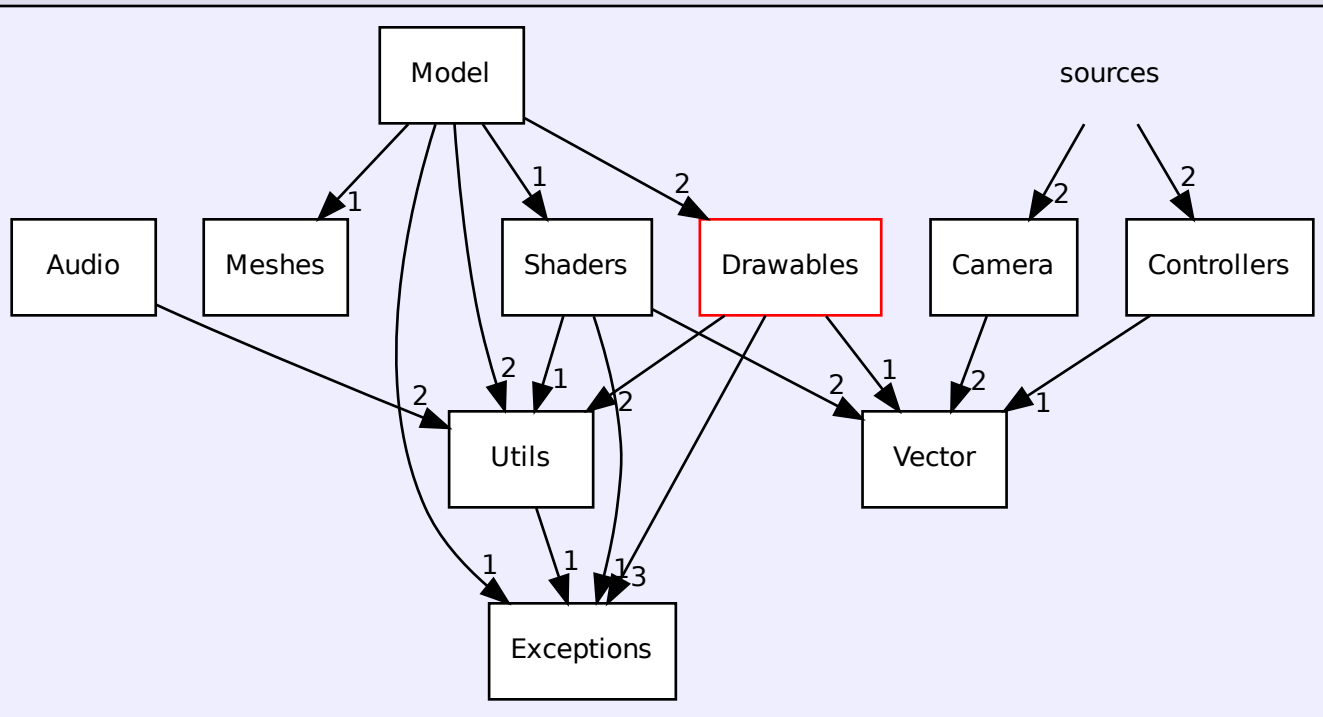 Model
sources
1
2
2
2
1
Audio
Meshes
Shaders
Drawables
Camera
Controllers
2
2
1
2
2
1
2
1
Utils
Vector
1
1
1
3
Exceptions